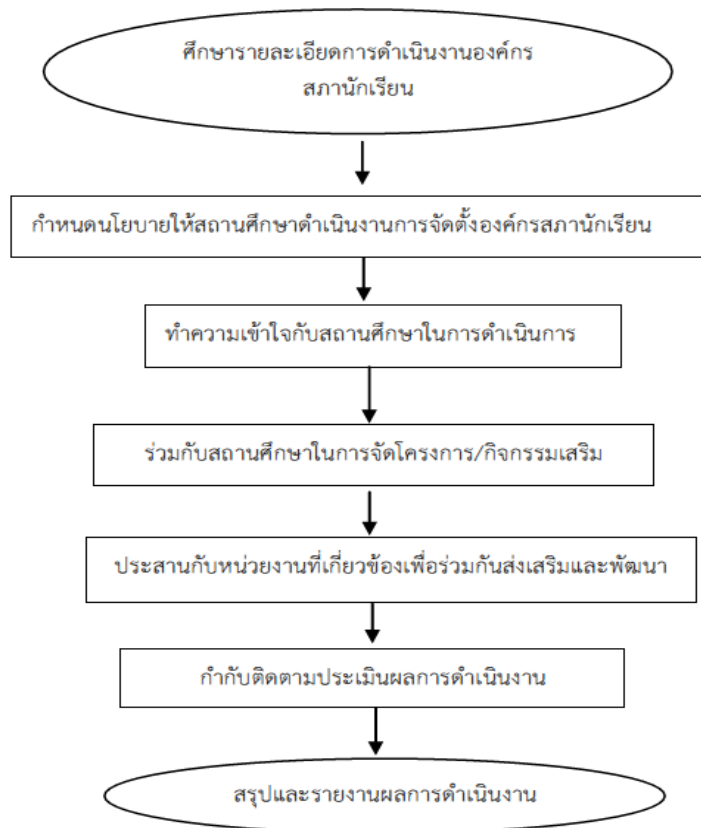 ศึกษารายละเอียดการดำเนินงานองค์กร
สภานักเรียน
กำหนดนโยบายให้สถานศึกษาดำเนินงานการจัดตั้งองค์กรสภานักเรียน
ทำความเข้าใจกับสถานศึกษาในการดำเนินการ
ร่วมกับสถานศึกษาในการจัดโครงการ/กิจกรรมเสริม
ประสานกับหน่วยงานที่เกี่ยวข้องเพื่อร่วมกันส่งเสริมและพัฒนา
กำกับติดตามประเมินผลการดำเนินงาน
สรุปและรายงานผลการดำเนินงาน